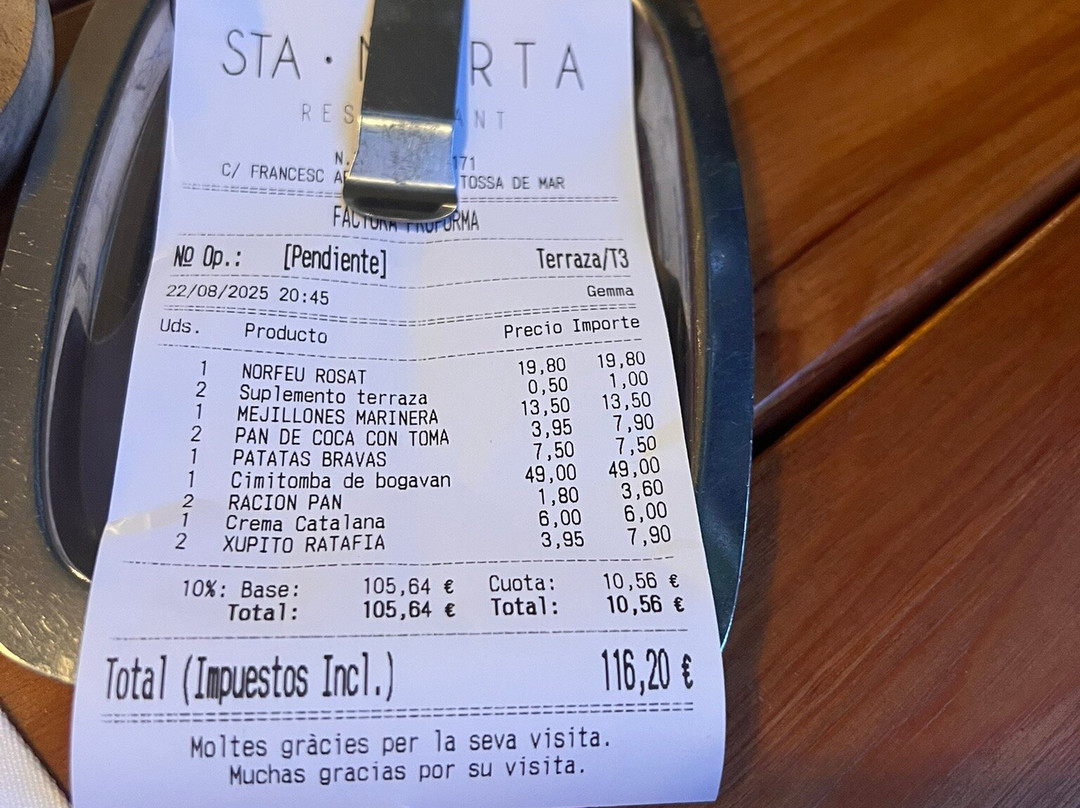 STA ·
RES
C/ FRANCESC TOSSA DE MAR
FACTURA PROFORMA
Nº Op.: [Pendiente] Terraza/T3
22/08/2025 20:45 Gemma
Uds. Producto Precio Importe
1 NORFEU ROSAT 19,80 19,80
2 Suplemento terraza 0,50 1,00
1 MEJILLONES MARINERA 13,50 13,50
2 PAN DE COCA CON TOMA 3,95 7,90
1 PATATAS BRAVAS 7,50 7,50
1 Cimitomba de bogavan 49,00 49,00
2 RACION PAN 1,80 3,60
1 Crema Catalana 6,00 6,00
2 XUPITO RATAFIA 3,95 7,90
10%: Base: 105,64 € Cuota: 10,56 €
Total: 105,64 € Total: 10,56 €
Total (Impuestos Incl.) 116,20 €
Moltes gràcies per la seva visita.
Muchas gracias por su visita.